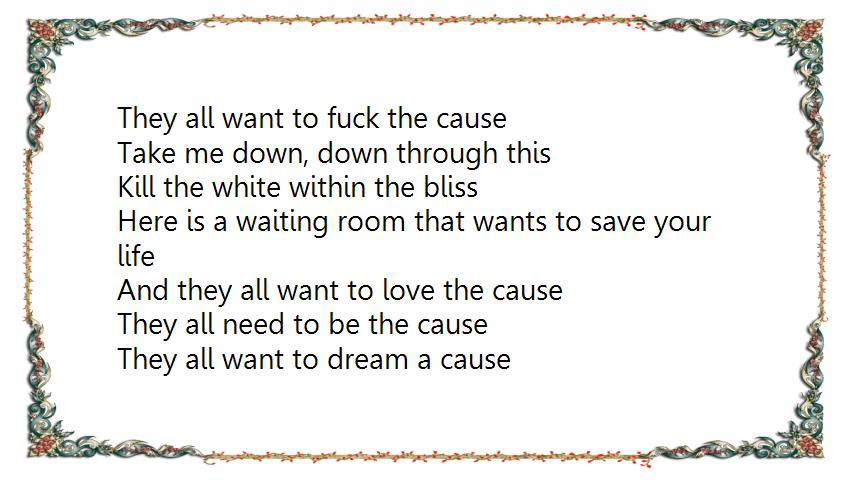 They all want to fuck the cause
Take me down, down through this
Kill the white within the bliss
Here is a waiting room that wants to save your
life
And they all want to love the cause
They all need to be the cause
They all want to dream a cause